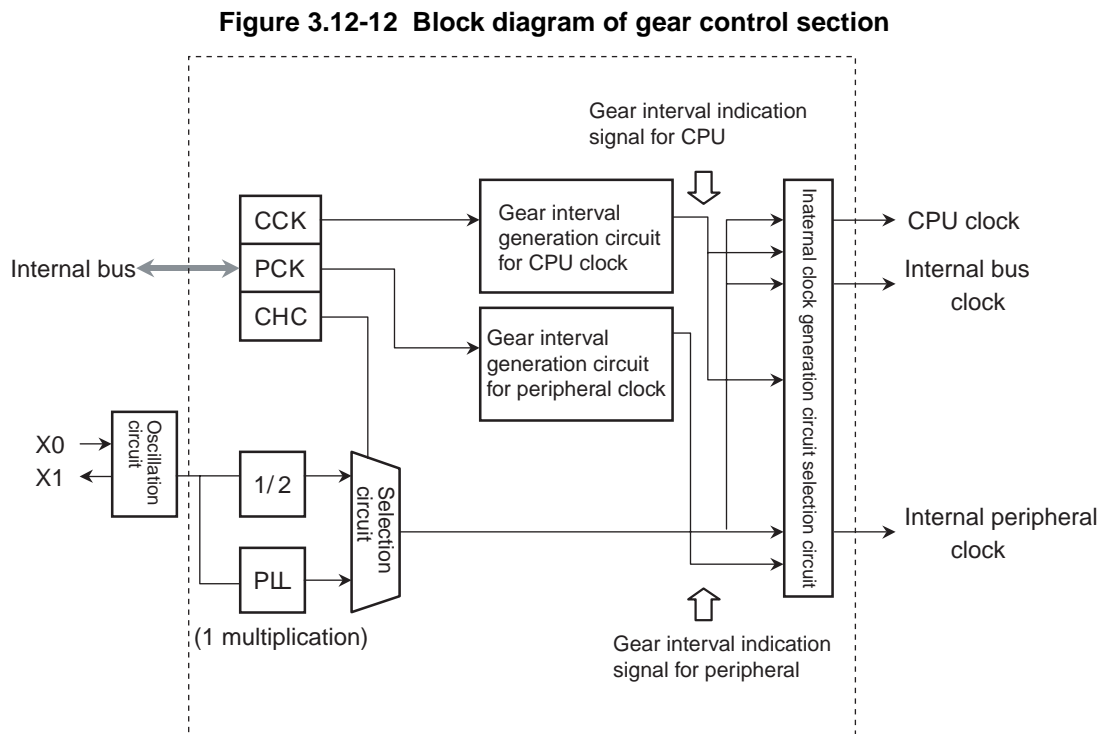 Figure 3.12-12 Block diagram of gear control section
Gear interval indication
signal for CPU
CCK
PCK
CHC
Internal bus
Gear interval
generation circuit
for CPU clock
Gear interval
generation circuit
for peripheral clock
Inaternal clock generation circuit selection circuit
CPU clock
Internal bus
clock
X0
X1
Oscillation
circuit
1/2
PLL
(1 multiplication)
Selection
circuit
Internal peripheral
clock
Gear interval indication
signal for peripheral